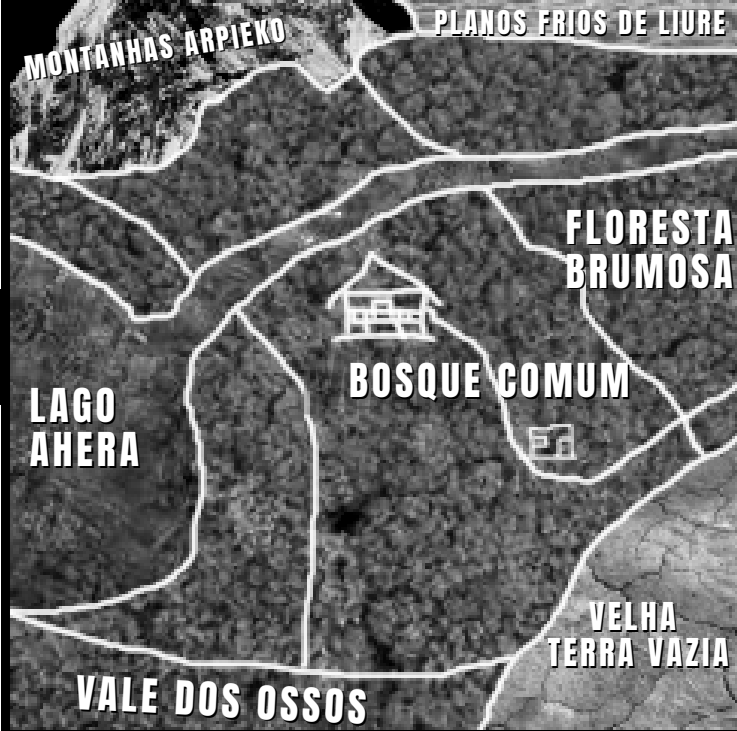 MONTANHAS ARPIEKO
PLANOS FRIOS DE LIURE
FLORESTA
BRUMOSA
BOSQUE COMUM
LAGO
AHERA
VELHA
TERRA VAZIA
VALE DOS OSSOS